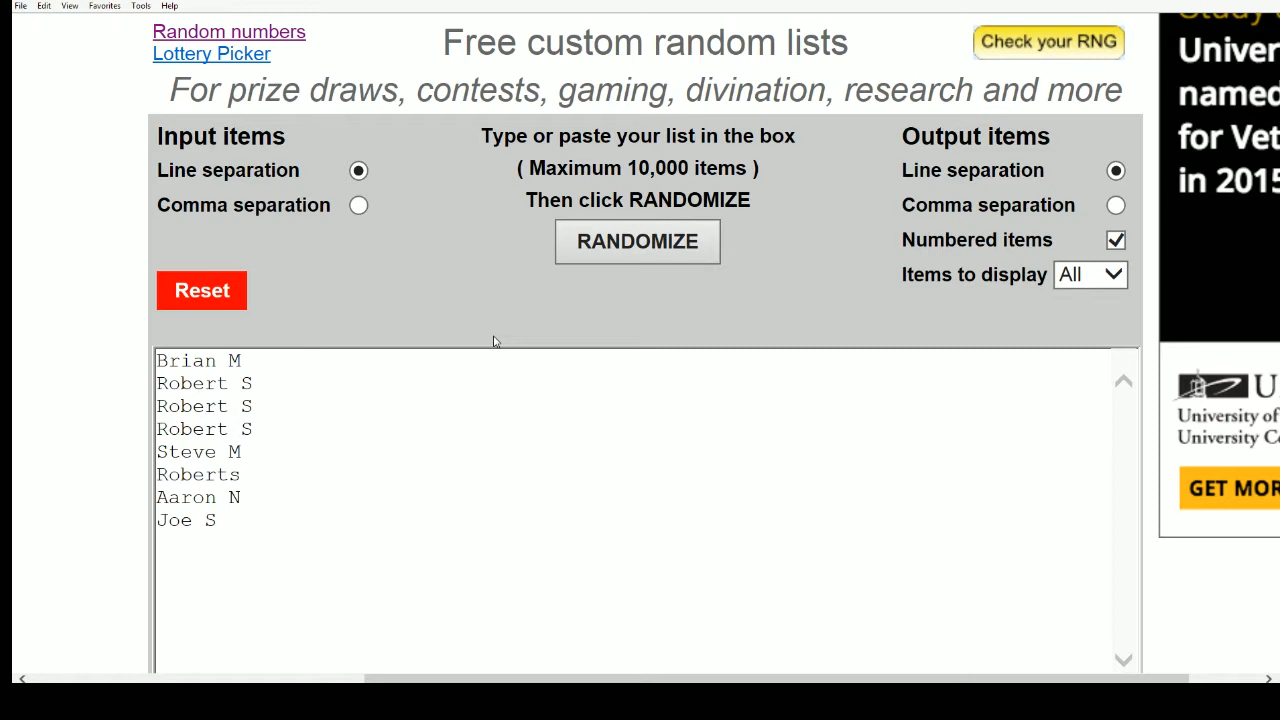 File Edit View Favorites Tools Help
Random numbers
Lottery Picker
Free custom random lists
Check your RNG
For prize draws, contests, gaming, divination, research and more
Input items
Line separation
Comma separation
Reset
Type or paste your list in the box
( Maximum 10,000 items )
Then click RANDOMIZE
RANDOMIZE
Output items
Line separation
Comma separation
Numbered items
Items to display All
Brian M
Robert S
Robert S
Robert S
Steve M
Roberts
Aaron N
Joe S
Univer
named
for Vet
in 2015
U
University of
University Co
GET MOR